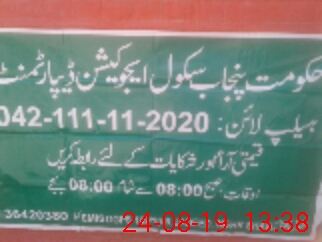 حکومت پنجاب سکول ایجوکیشن ڈیپارٹمنٹ
ہیلپ لائن: 042-111-11-2020
قیمتی آراء اور شکایات کے لئے رابطہ کریں
اوقات صبح 08:00 سے شام 08:00 بجے
24-08-19 13:38